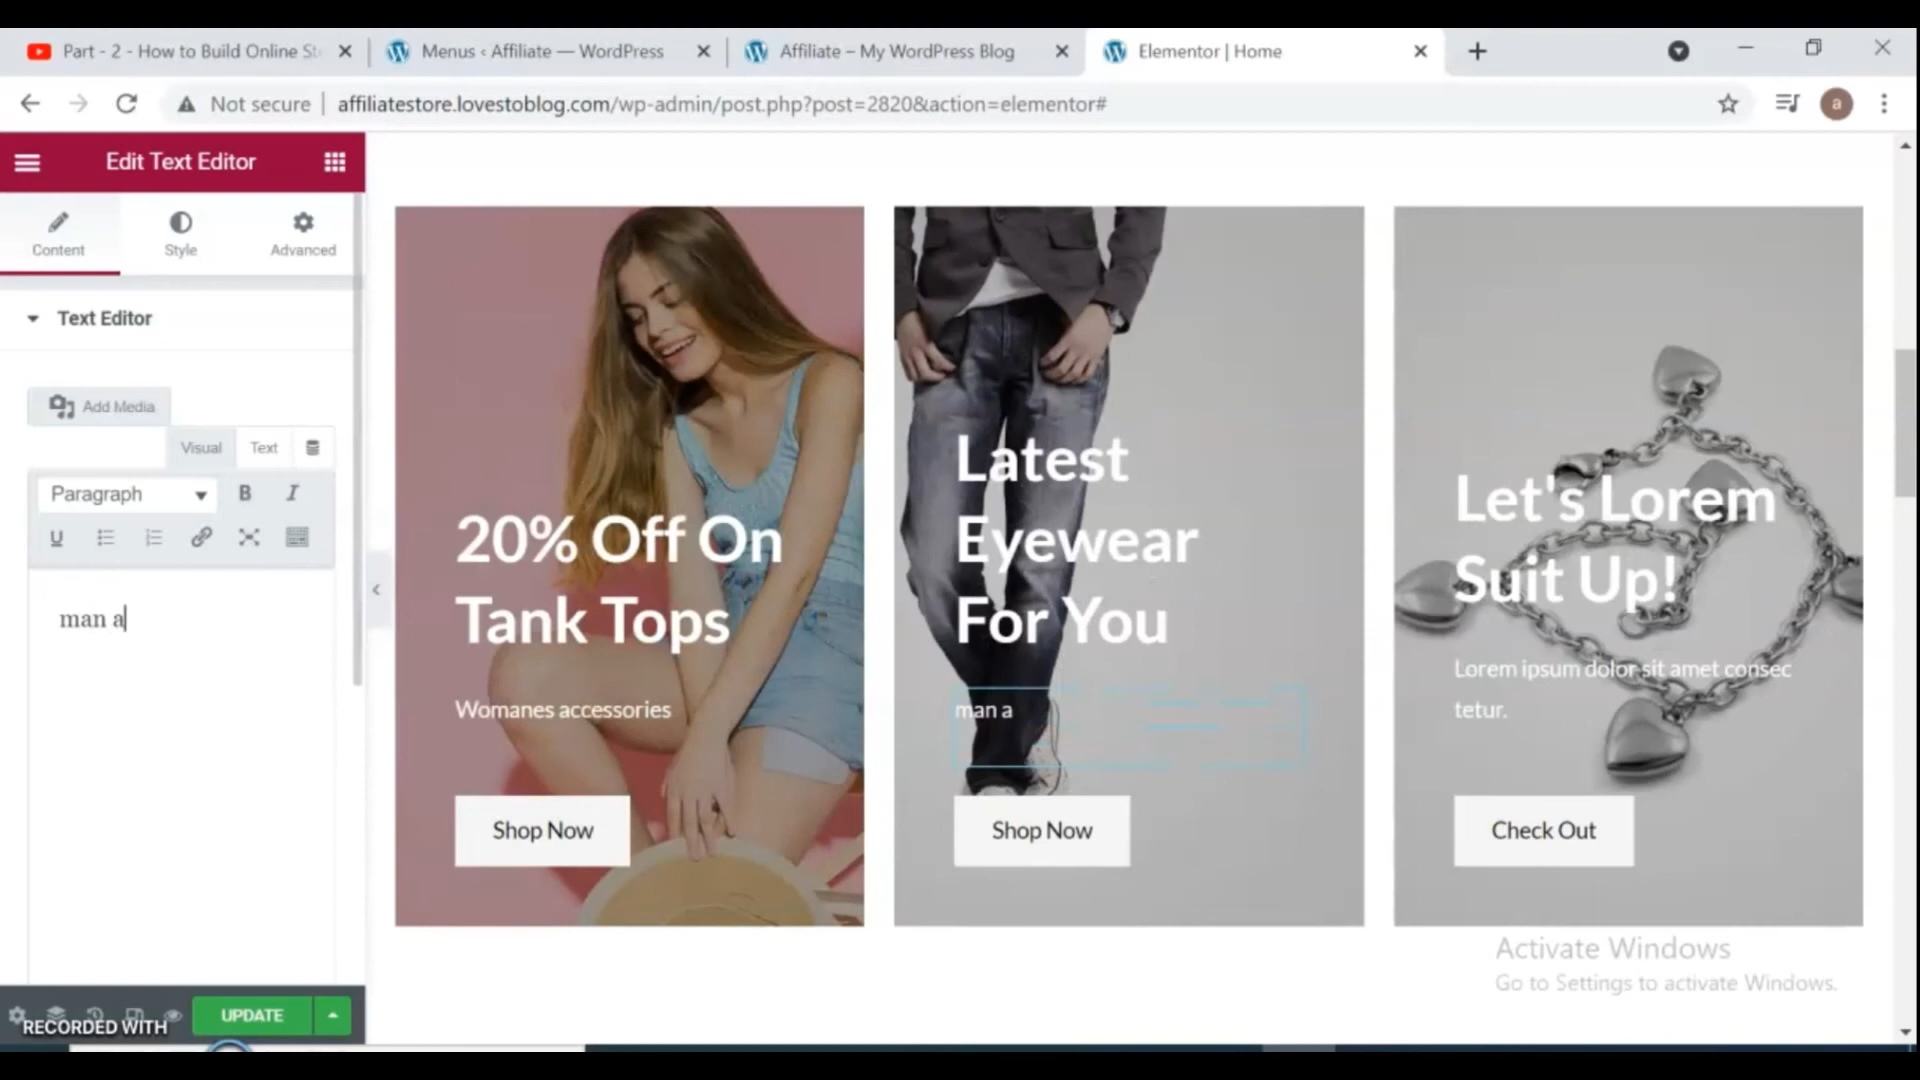 Part - 2 - How to Build Online St
Menus ‹ Affiliate — WordPress
Affiliate – My WordPress Blog
Elementor | Home
Not secure
affiliatestore.lovestoblog.com/wp-admin/post.php?post=2820&action=elementor#
a
Edit Text Editor
Content
Style
Advanced
Text Editor
Add Media
Visual
Text
Paragraph
B
I
U
man a
UPDATE
RECORDED WITH
20% Off On
Tank Tops
Womanes accessories
Shop Now
Latest
Eyewear
For You
man a
Shop Now
Let's Lorem
Suit Up!
Lorem ipsum dolor sit amet consec
tetur.
Check Out
Activate Windows
Go to Settings to activate Windows.